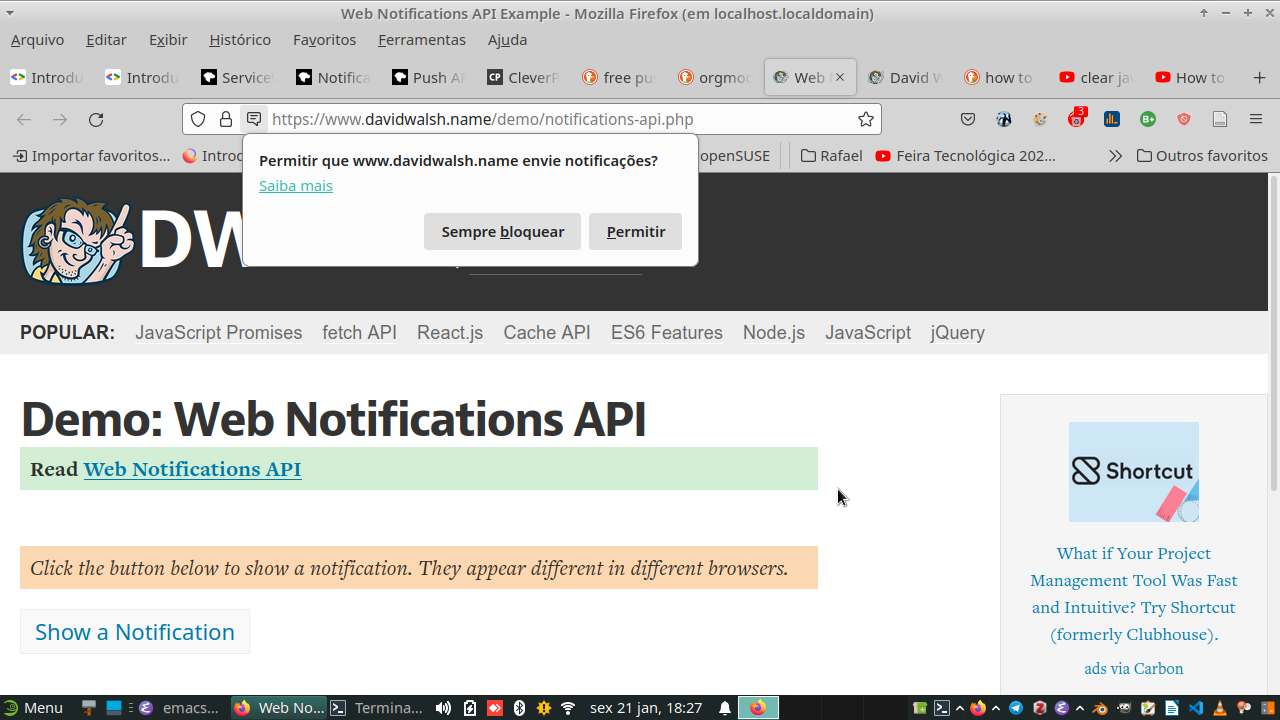 Web Notifications API Example - Mozilla Firefox (em localhost.localdomain)
Arquivo Editar Exibir Histórico Favoritos Ferramentas Ajuda
Introdu Introdu Service Notifica Push AP CleverP free pu orgmo Web David W how to clear ja How to
https://www.davidwalsh.name/demo/notifications-api.php
3
Importar favoritos... Introd openSUSE Rafael Feira Tecnológica 202... Outros favoritos
Permitir que www.davidwalsh.name envie notificações?
Saiba mais
Sempre bloquear Permitir
DW
POPULAR: JavaScript Promises fetch API React.js Cache API ES6 Features Node.js JavaScript jQuery
Demo: Web Notifications API
Read Web Notifications API
Click the button below to show a notification. They appear different in different browsers.
Show a Notification
Shortcut
What if Your Project
Management Tool Was Fast
and Intuitive? Try Shortcut
(formerly Clubhouse).
ads via Carbon
Menu emacs... Web No... Termina... sex 21 jan, 18:27